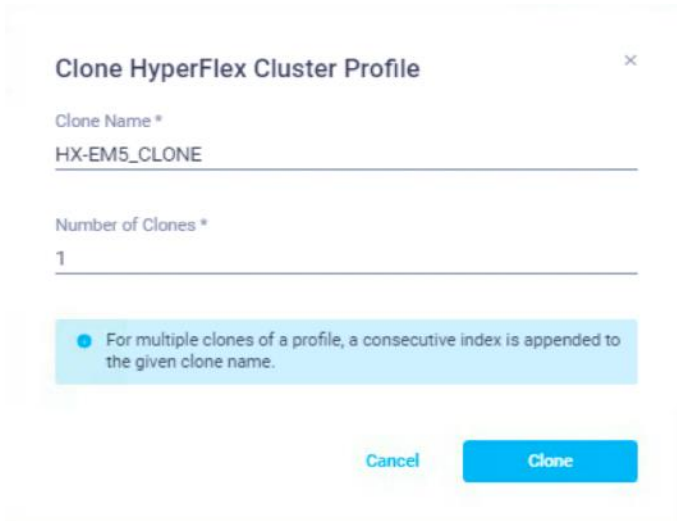 Clone HyperFlex Cluster Profile
×
Clone Name *
HX-EM5_CLONE
Number of Clones *
1
For multiple clones of a profile, a consecutive index is appended to
the given clone name.
Cancel
Clone